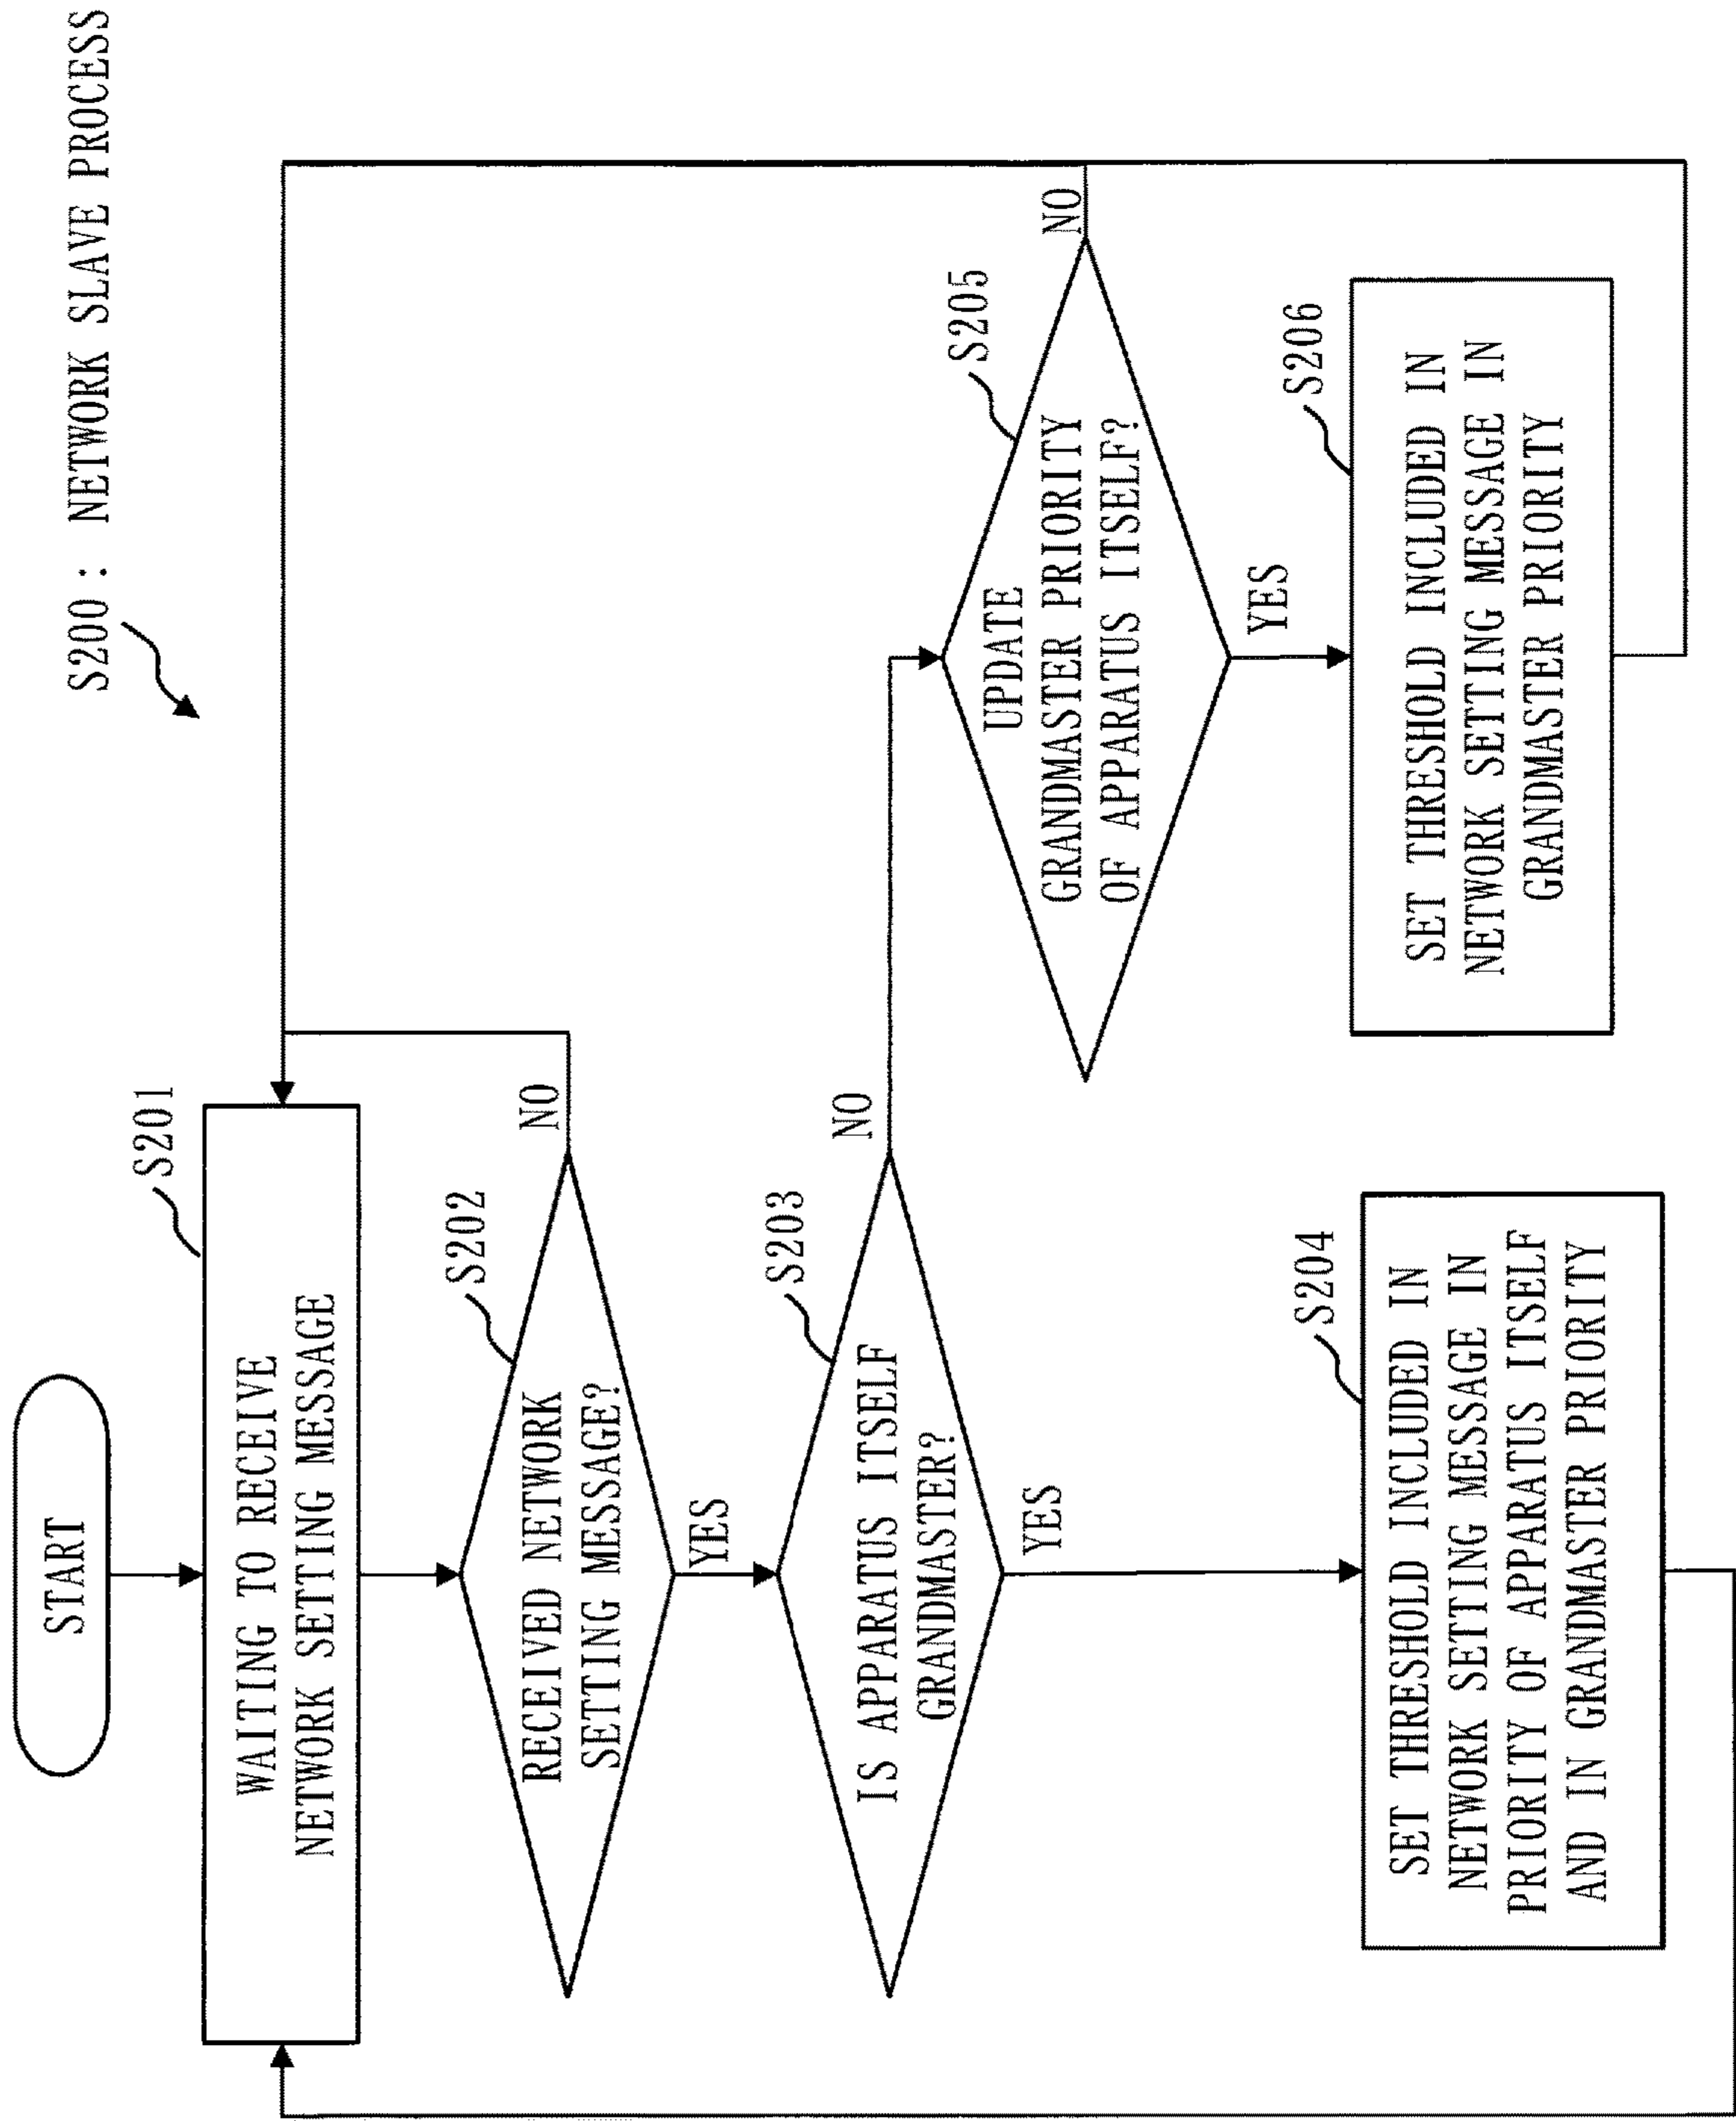 S200 : NETWORK SLAVE PROCESS
START
S201
WAITING TO RECEIVE
NETWORK SETTING MESSAGE
S202
RECEIVED NETWORK
SETTING MESSAGE?
NO
YES
S203
IS APPARATUS ITSELF
GRANDMASTER?
NO
YES
S204
SET THRESHOLD INCLUDED IN
NETWORK SETTING MESSAGE IN
PRIORITY OF APPARATUS ITSELF
AND IN GRANDMASTER PRIORITY
S205
UPDATE
GRANDMASTER PRIORITY
OF APPARATUS ITSELF?
NO
YES
S206
SET THRESHOLD INCLUDED IN
NETWORK SETTING MESSAGE IN
GRANDMASTER PRIORITY